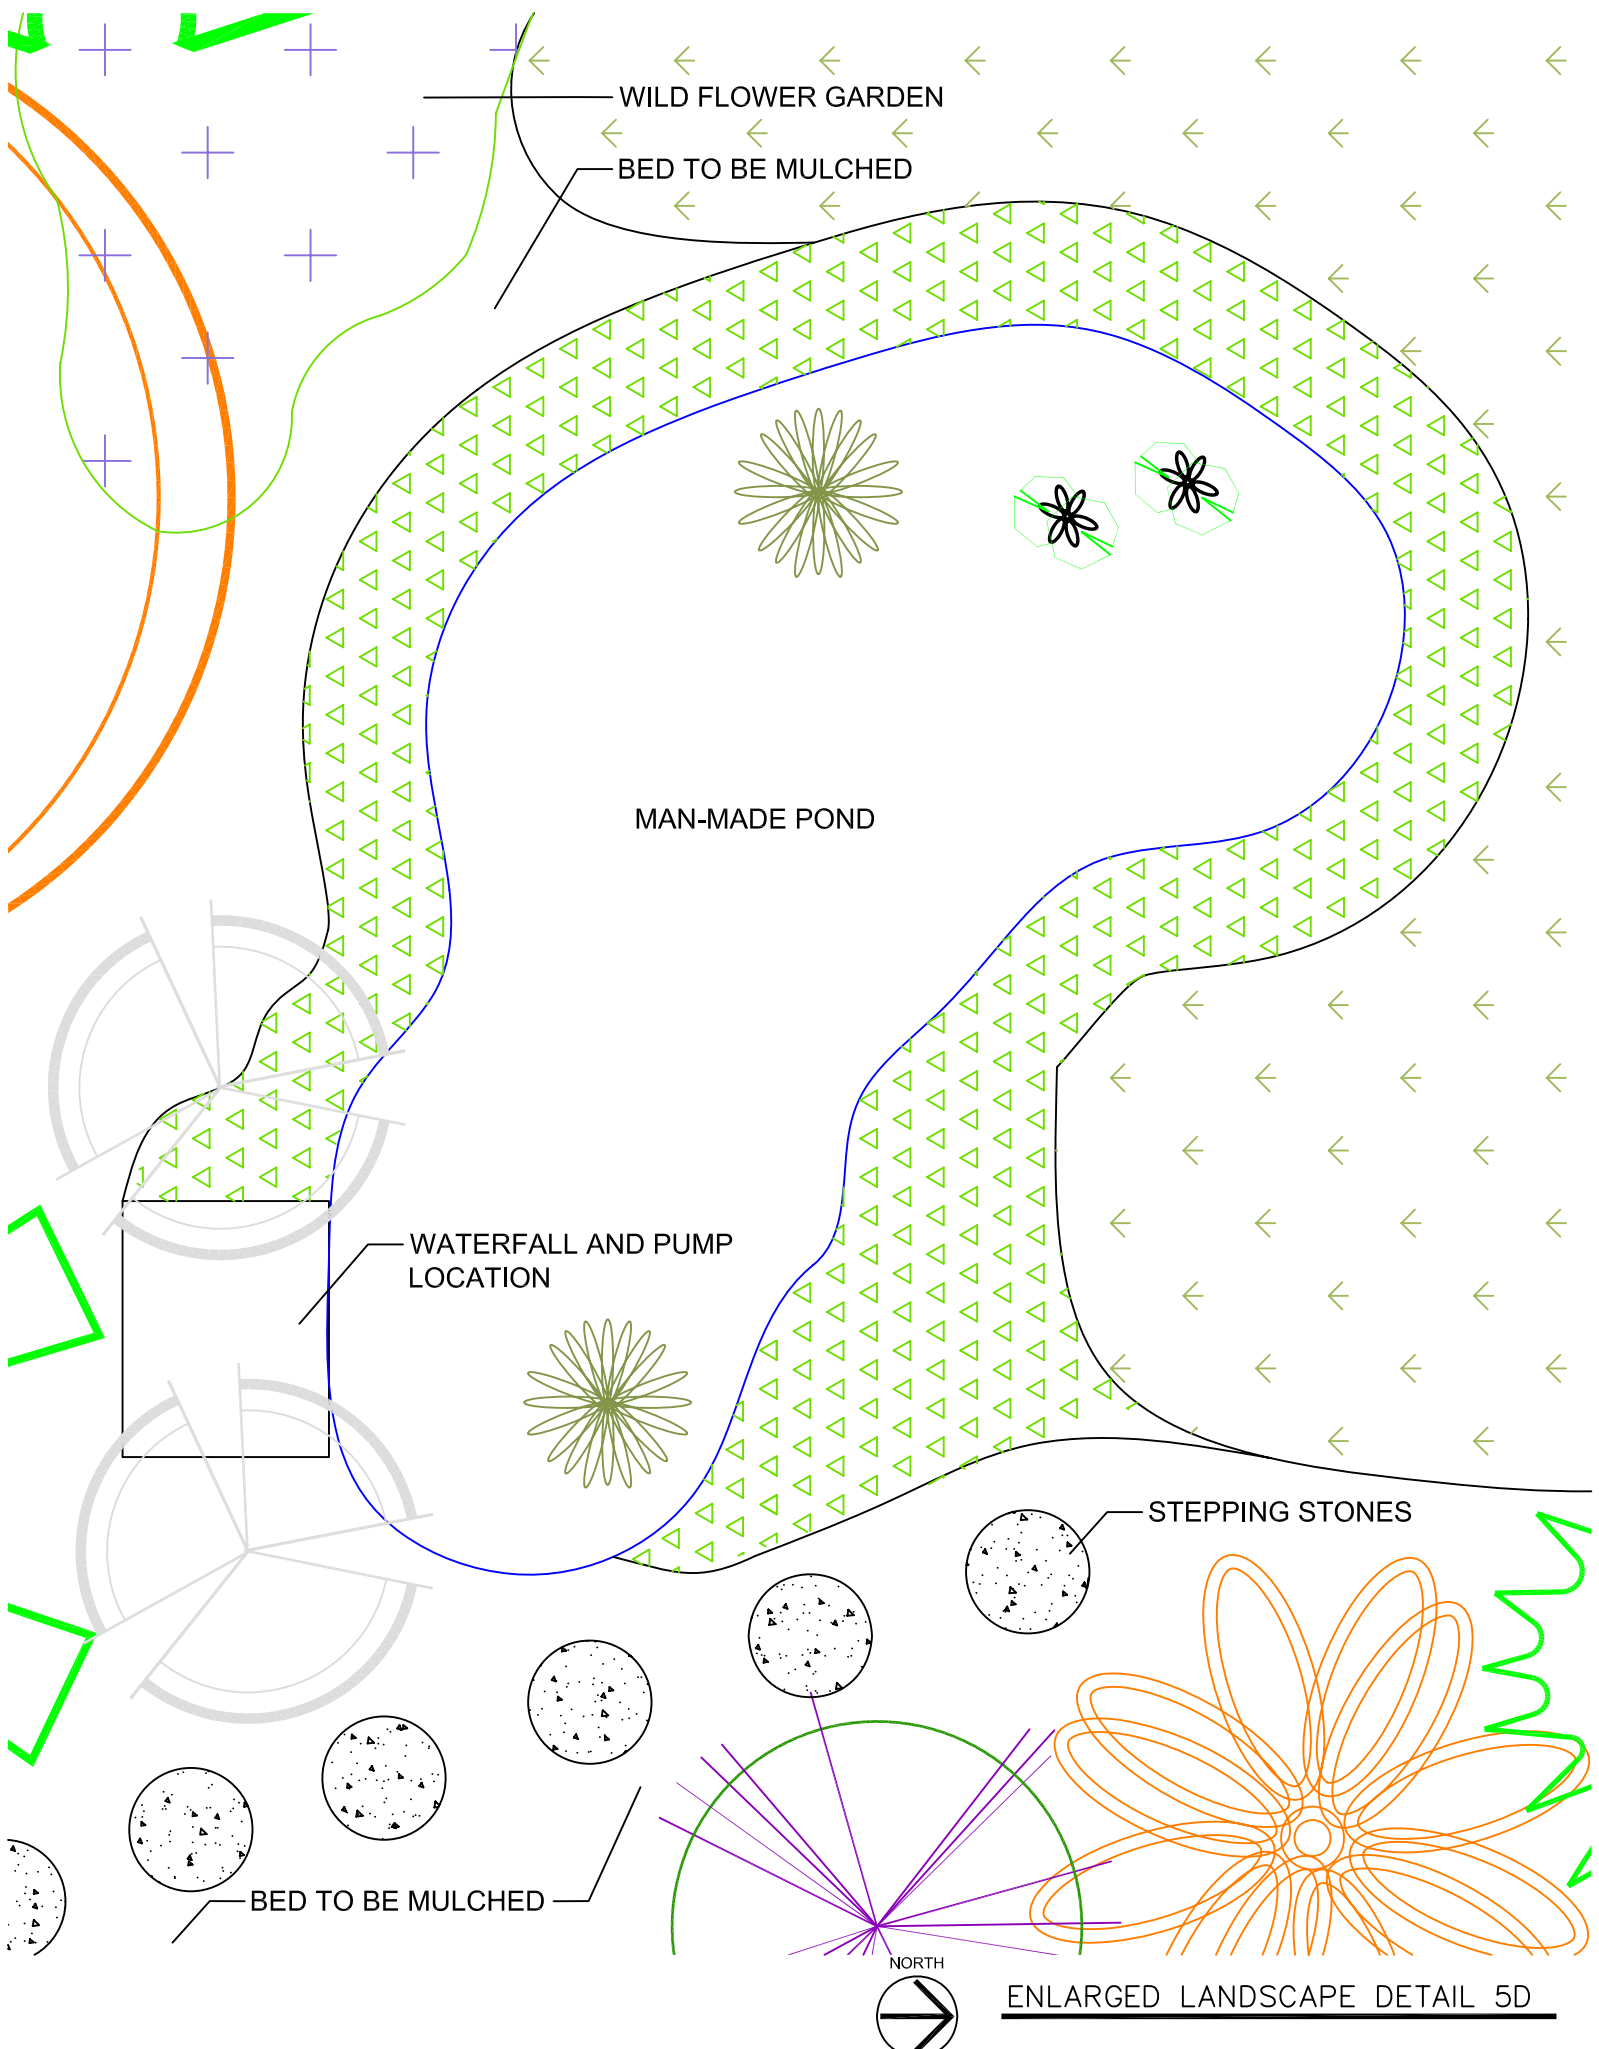 WILD FLOWER GARDEN
BED TO BE MULCHED
MAN-MADE POND
WATERFALL AND PUMP
LOCATION
STEPPING STONES
BED TO BE MULCHED
NORTH
ENLARGED LANDSCAPE DETAIL 5D